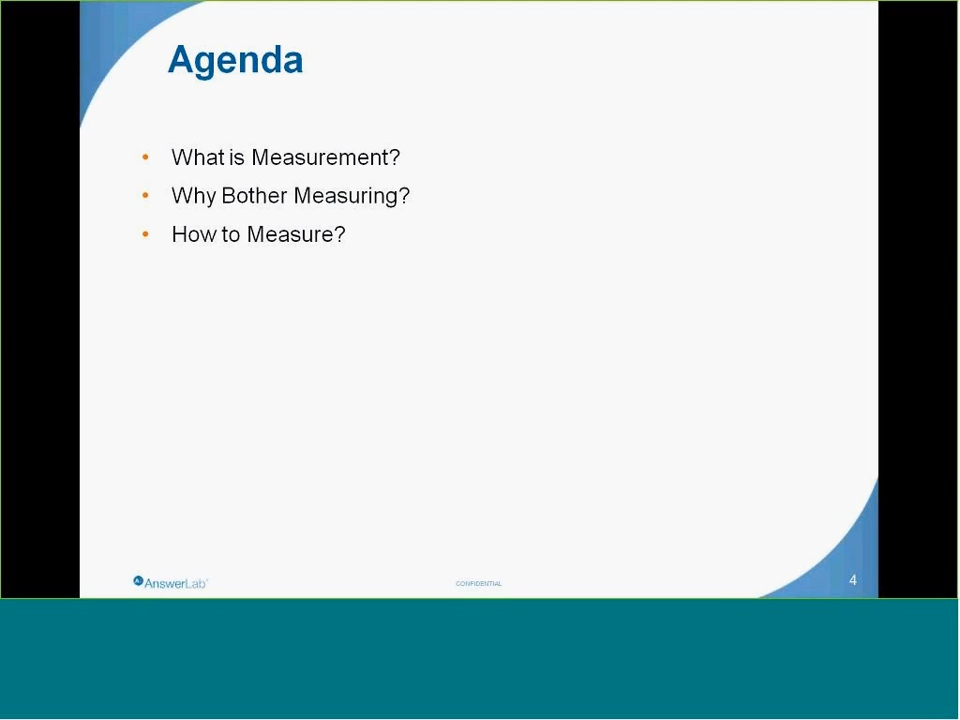 Agenda
• What is Measurement?
• Why Bother Measuring?
• How to Measure?
AnswerLab
CONFIDENTIAL
4